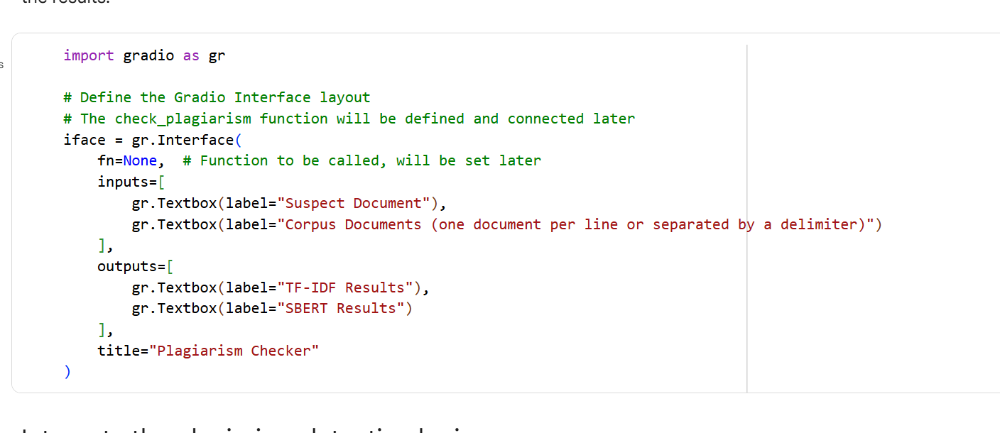 the results.
s
import gradio as gr
# Define the Gradio Interface layout
# The check_plagiarism function will be defined and connected later
iface = gr.Interface(
    fn=None,  # Function to be called, will be set later
    inputs=[
        gr.Textbox(label="Suspect Document"),
        gr.Textbox(label="Corpus Documents (one document per line or separated by a delimiter)")
    ],
    outputs=[
        gr.Textbox(label="TF-IDF Results"),
        gr.Textbox(label="SBERT Results")
    ],
    title="Plagiarism Checker"
)